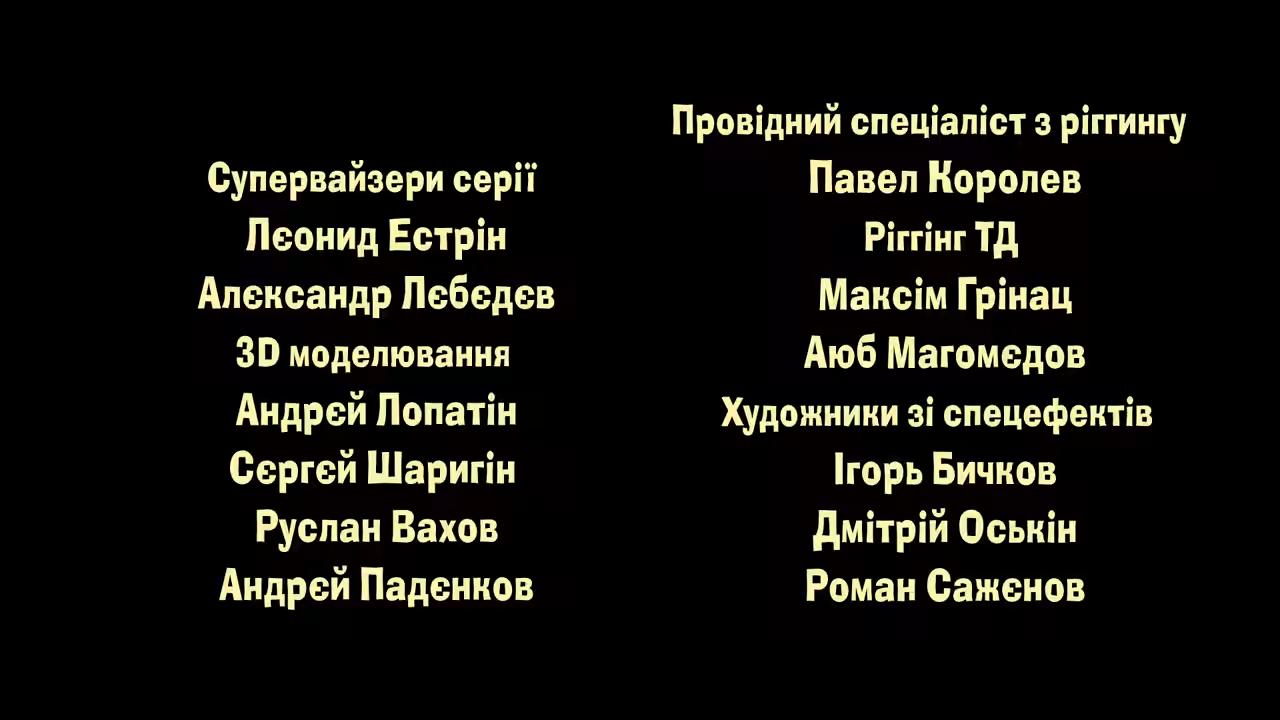 Супервайзери серії
Лєонид Естрін
Алєксандр Лєбєдєв
3D моделювання
Андрєй Лопатін
Сєргєй Шаригін
Руслан Вахов
Андрєй Падєнков
Провідний спеціаліст з ріггингу
Павел Королев
Ріггінг ТД
Максім Грінац
Аюб Магомєдов
Художники зі спецефектів
Ігорь Бичков
Дмітрій Оськін
Роман Сажєнов